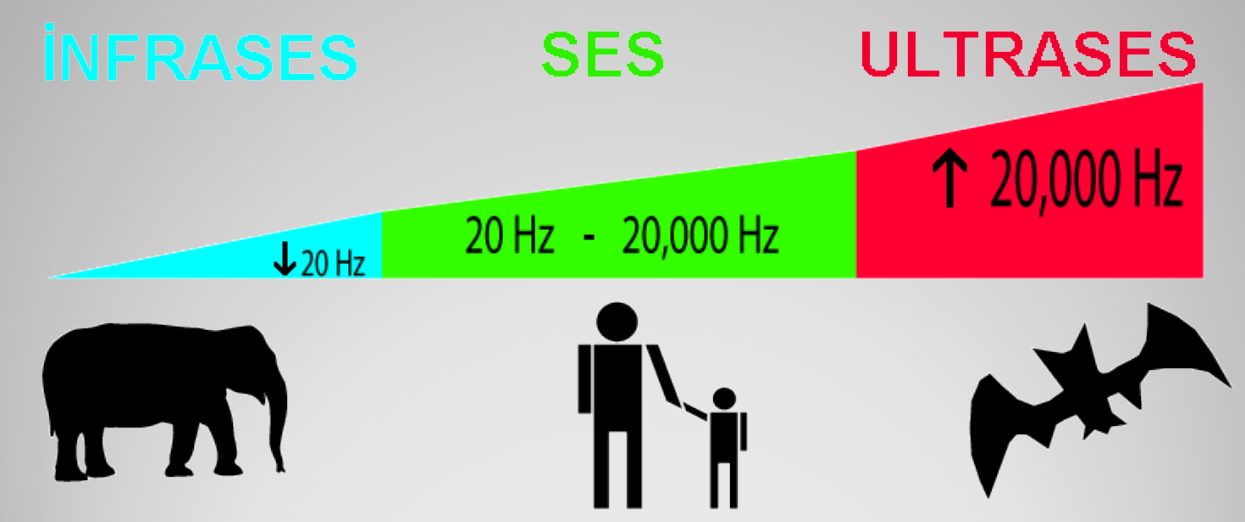 İNFRASES
SES
ULTRASES
↓ 20 Hz
20 Hz - 20,000 Hz
↑ 20,000 Hz